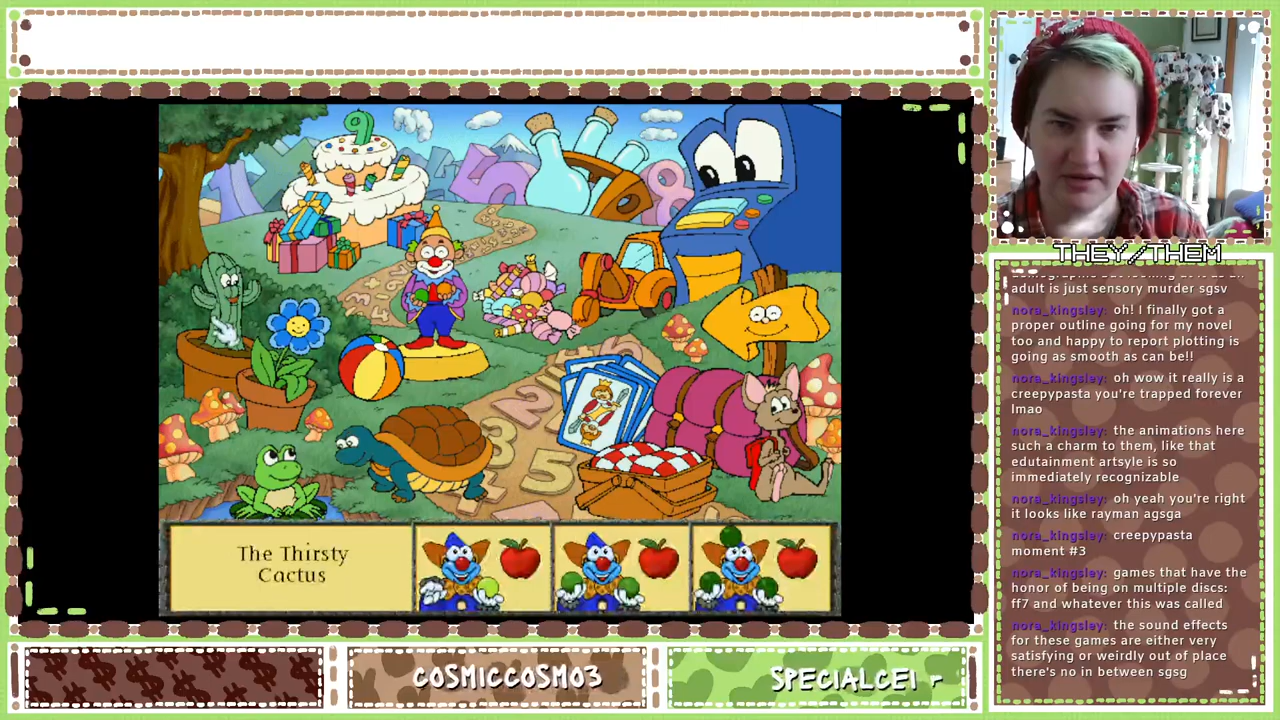 9
5
8
2
3
5
The Thirsty
Cactus
THEY/THEM
adult is just sensory murder sgsv
nora_kingsley: oh! I finally got a
proper outline going for my novel
too and happy to report plotting is
going as smooth as can be!!
nora_kingsley: oh wow it really is a
creepypasta you're trapped forever
lmao
nora_kingsley: the animations here
such a charm to them, like that
edutainment artsyle is so
immediately recognizable
nora_kingsley: oh yeah you're right
it looks like rayman agsga
nora_kingsley: creepypasta
moment #3
nora_kingsley: games that have the
honor of being on multiple discs:
ff7 and whatever this was called
nora_kingsley: the sound effects
for these games are either very
satisfying or weirdly out of place
there's no in between sgsg
COSMICCOSMO3
SPECIALCEI -